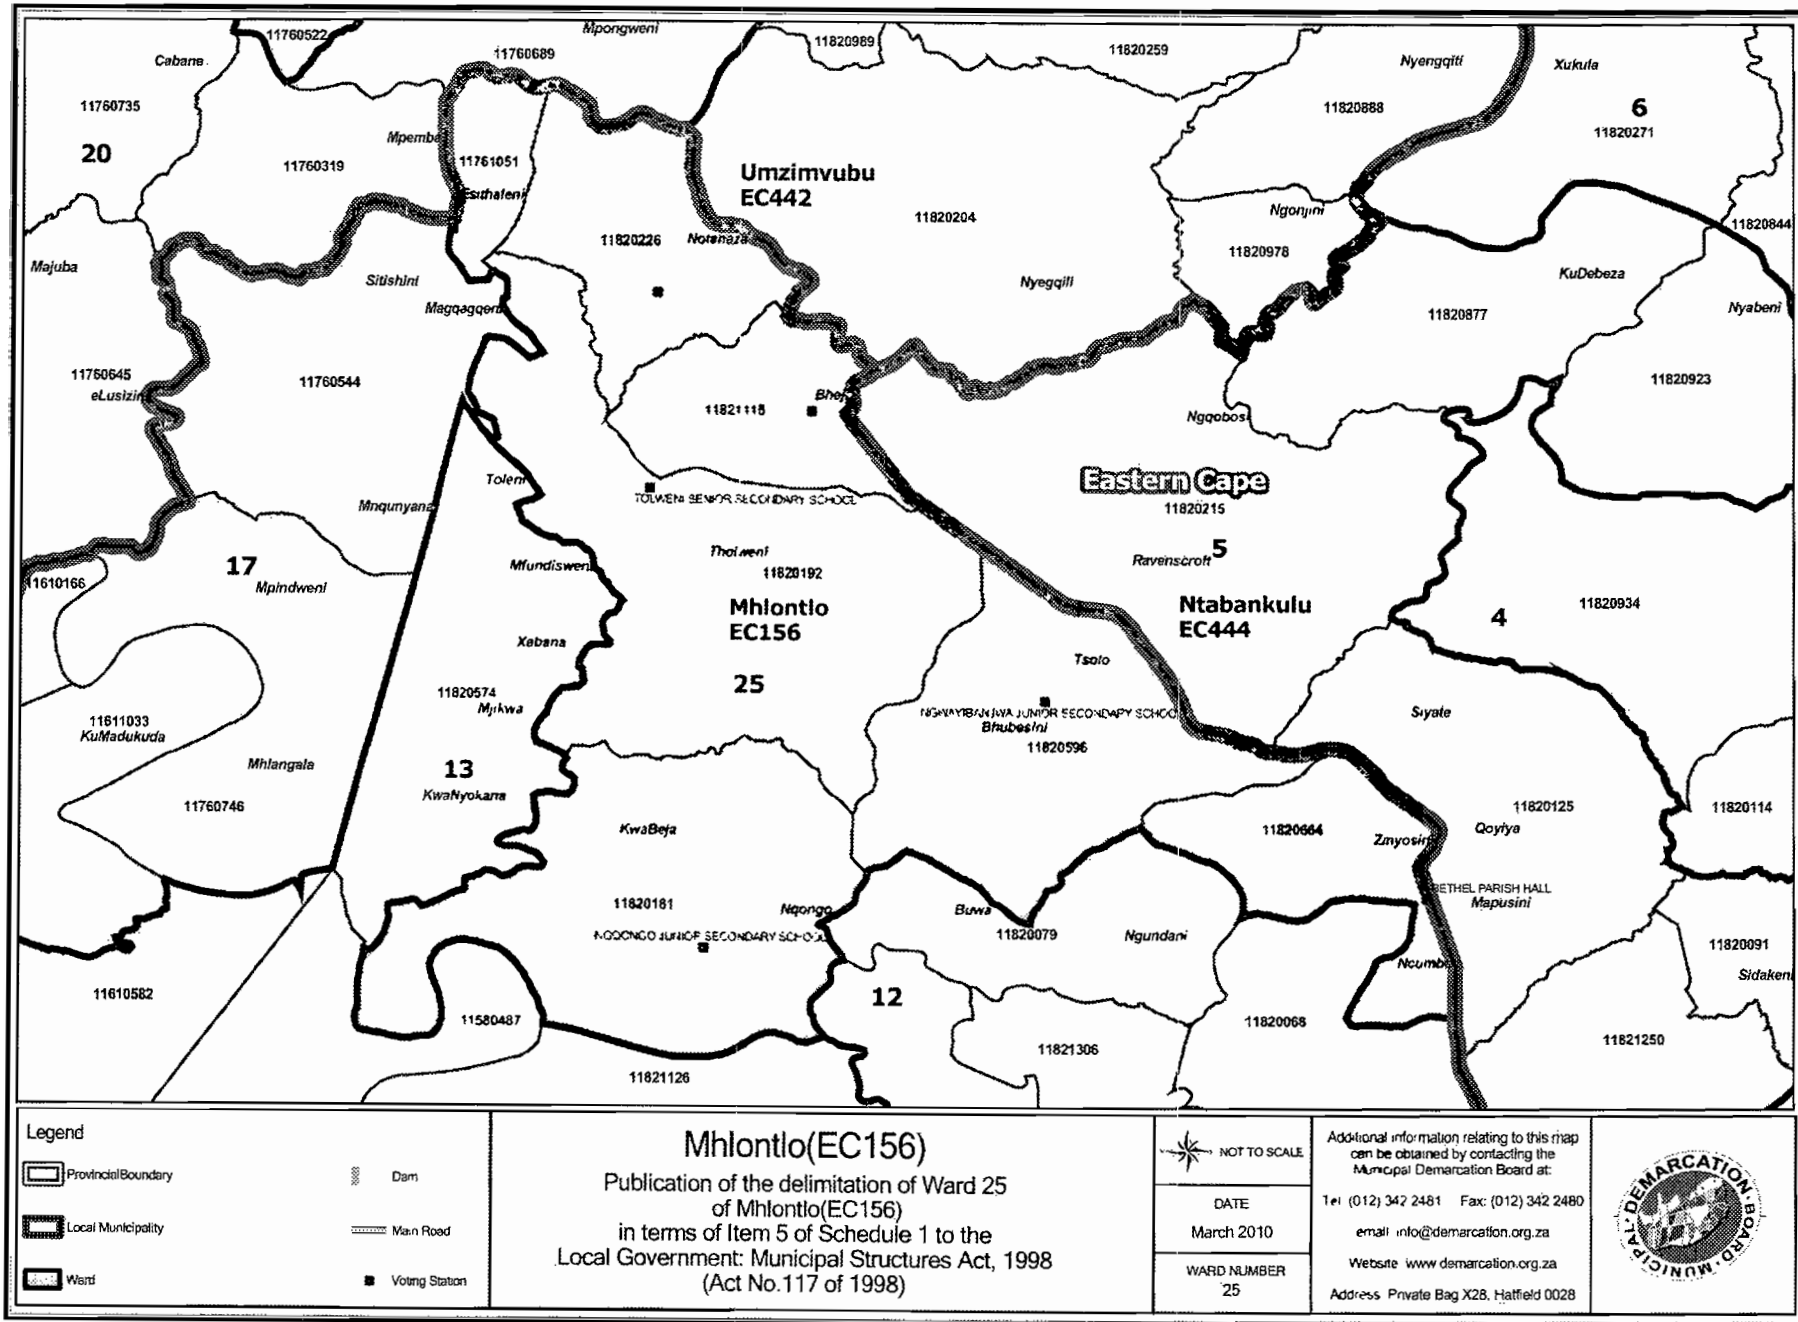 Mpongweni
11760522
11760689
11820989
11820259
Cabana
Nyengqiti
Xukula
11760735
11820888
6
11820271
20
Mpemba
11760319
11761051
Esithaleni
Umzimvubu
EC442
11820204
Ngonjini
11820844
11820226
Notshaza
11820978
Majuba
Sitishini
Nyegqili
KuDebeza
Nyabeni
Magqagqeni
11820877
11760645
11760544
11820923
eLusizini
11821115
Bhej
Ngqobosi
Toleni
Eastern Cape
TOLWENI SENIOR SECONDARY SCHOOL
Mnqunyana
11820215
Tholweni
5
17
Mfundisweni
Ravenscroft
11820192
11610166
Mpindweni
Mhlontlo
EC156
Ntabankulu
EC444
11820934
4
Xabana
Tsolo
25
11820574
Mjikwa
NGWAYIBANJWA JUNIOR SECONDARY SCHOOL
Bhubesini
Siyate
11611033
KuMadukuda
11820596
Mhlangala
13
KwaNyokana
11760746
11820125
11820114
KwaBeja
11820664
Qoyiya
Zinyosini
BETHEL PARISH HALL
Mapusini
11820181
Nqongo
Buwa
NGQONGO JUNIOR SECONDARY SCHOOL
11820079
Ngundani
11820091
Ncumbe
Sidakeni
11610582
12
11580487
11820068
11821306
11821250
11821126
Legend
Provincial Boundary
Local Municipality
Ward
Dam
Main Road
Voting Station
Mhlontlo(EC156)
Publication of the delimitation of Ward 25
of Mhlontlo(EC156)
in terms of Item 5 of Schedule 1 to the
Local Government: Municipal Structures Act, 1998
(Act No.117 of 1998)
NOT TO SCALE
DATE
March 2010
WARD NUMBER
25
Additional information relating to this map
can be obtained by contacting the
Municipal Demarcation Board at:
Tel (012) 342 2481 Fax: (012) 342 2480
email info@demarcation.org.za
Website www.demarcation.org.za
Address Private Bag X28, Hatfield 0028
MUNICIPAL DEMARCATION BOARD